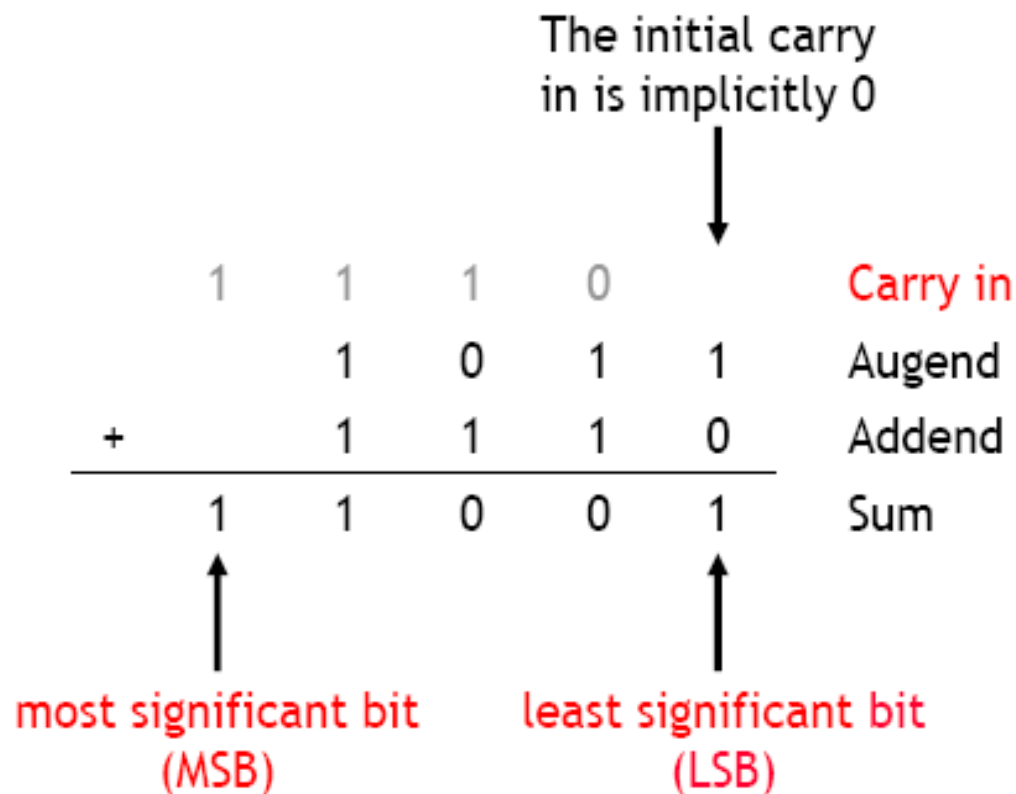 The initial carry
in is implicitly 0
1 1 1 0 Carry in
1 0 1 1 Augend
+ 1 1 1 0 Addend
1 1 0 0 1 Sum
most significant bit
(MSB)
least significant bit
(LSB)